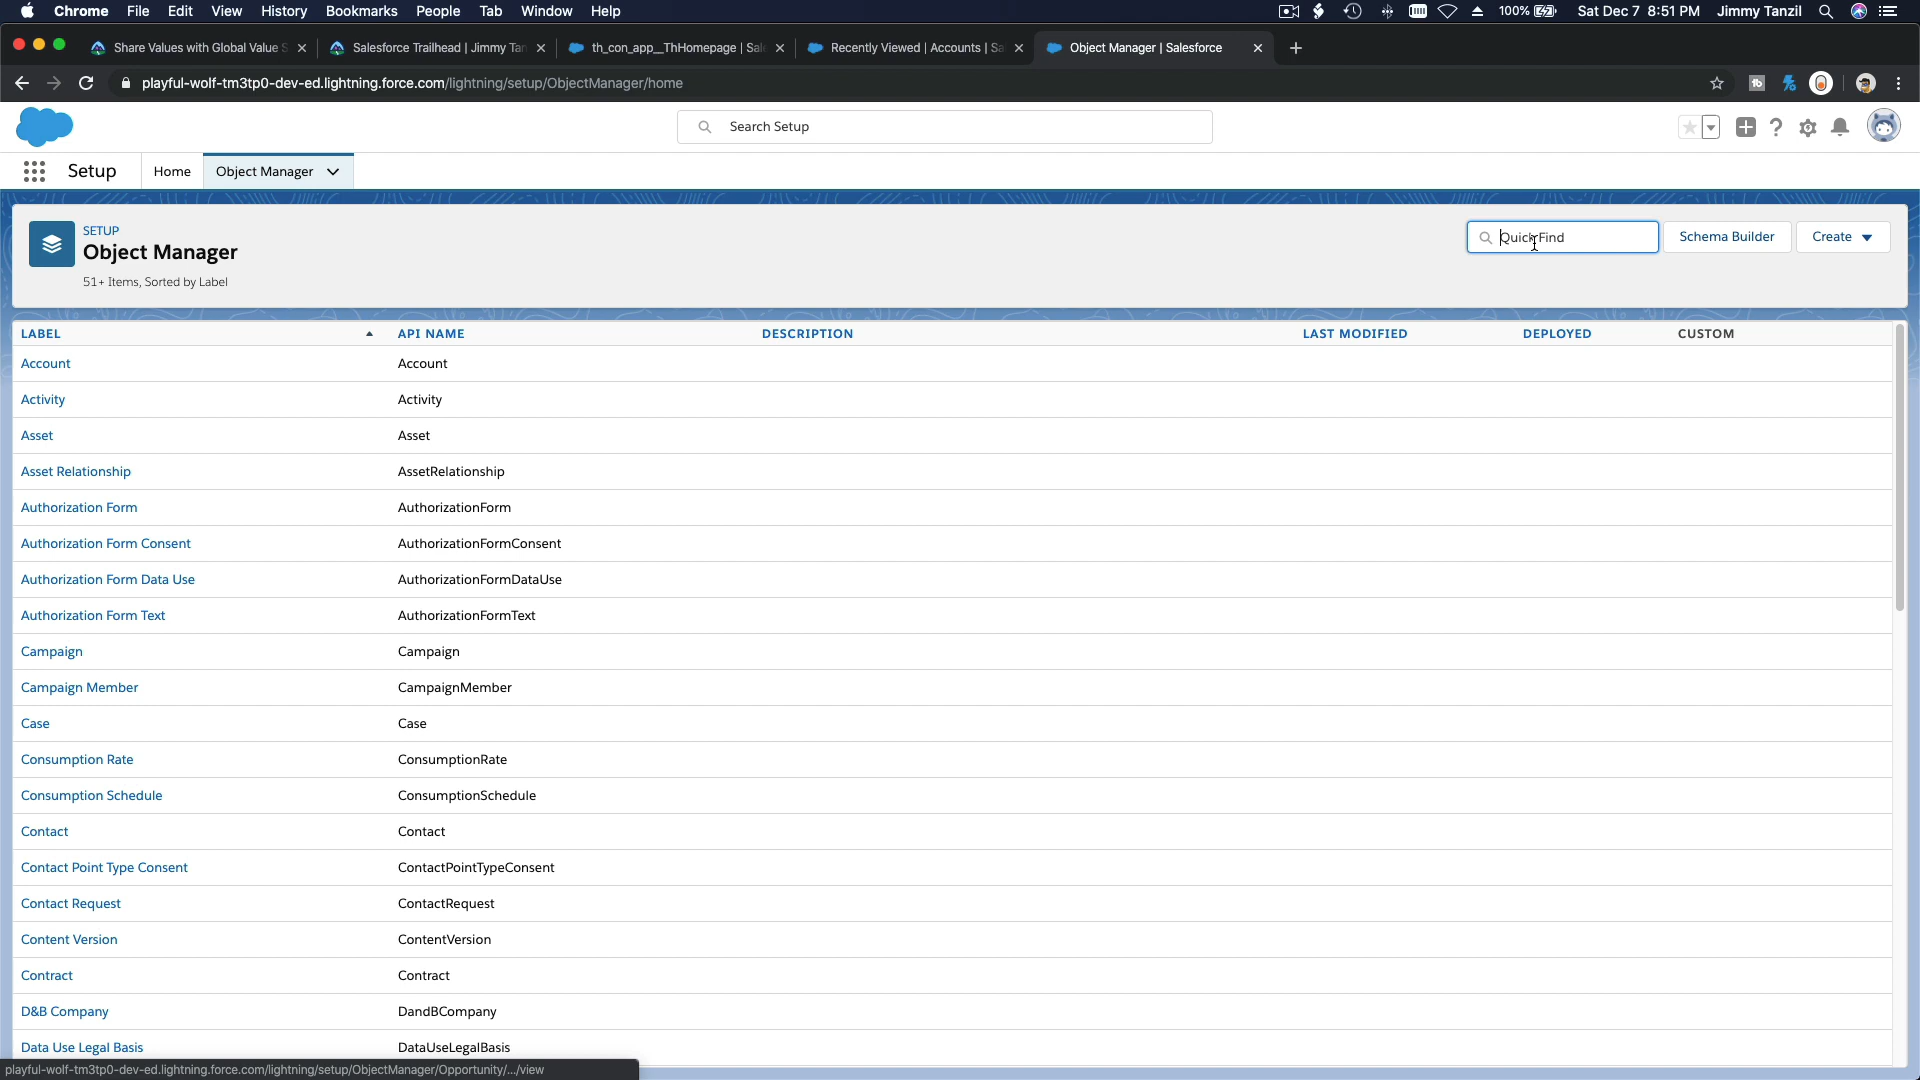 Chrome File Edit View History Bookmarks People Tab Window Help 100% Sat Dec 7 8:51 PM Jimmy Tanzil
Share Values with Global Value S Salesforce Trailhead | Jimmy Tan th_con_app__ThHomepage | Sal Recently Viewed | Accounts | Sa Object Manager | Salesforce
playful-wolf-tm3tp0-dev-ed.lightning.force.com/lightning/setup/ObjectManager/home
Search Setup
Setup Home Object Manager
SETUP
Object Manager
51+ Items, Sorted by Label
Quick Find Schema Builder Create
LABEL API NAME DESCRIPTION LAST MODIFIED DEPLOYED CUSTOM
Account Account
Activity Activity
Asset Asset
Asset Relationship AssetRelationship
Authorization Form AuthorizationForm
Authorization Form Consent AuthorizationFormConsent
Authorization Form Data Use AuthorizationFormDataUse
Authorization Form Text AuthorizationFormText
Campaign Campaign
Campaign Member CampaignMember
Case Case
Consumption Rate ConsumptionRate
Consumption Schedule ConsumptionSchedule
Contact Contact
Contact Point Type Consent ContactPointTypeConsent
Contact Request ContactRequest
Content Version ContentVersion
Contract Contract
D&B Company DandBCompany
Data Use Legal Basis DataUseLegalBasis
playful-wolf-tm3tp0-dev-ed.lightning.force.com/lightning/setup/ObjectManager/Opportunity/.../view